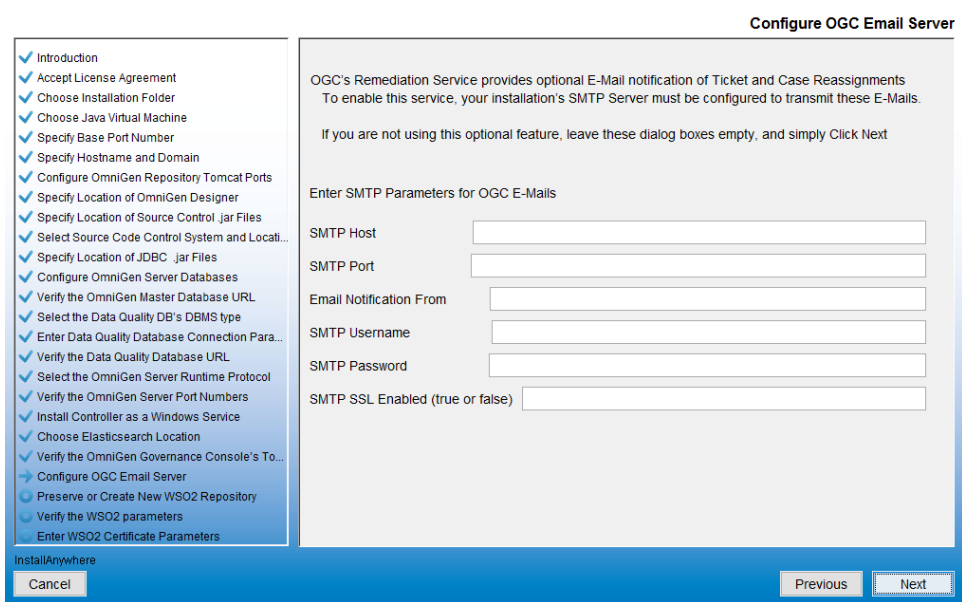 Configure OGC Email Server
Introduction
Accept License Agreement
Choose Installation Folder
Choose Java Virtual Machine
Specify Base Port Number
Specify Hostname and Domain
Configure OmniGen Repository Tomcat Ports
Specify Location of OmniGen Designer
Specify Location of Source Control .jar Files
Select Source Code Control System and Locati...
Specify Location of JDBC .jar Files
Configure OmniGen Server Databases
Verify the OmniGen Master Database URL
Select the Data Quality DB's DBMS type
Enter Data Quality Database Connection Para...
Verify the Data Quality Database URL
Select the OmniGen Server Runtime Protocol
Verify the OmniGen Server Port Numbers
Install Controller as a Windows Service
Choose Elasticsearch Location
Verify the OmniGen Governance Console's To...
Configure OGC Email Server
Preserve or Create New WSO2 Repository
Verify the WSO2 parameters
Enter WSO2 Certificate Parameters
OGC's Remediation Service provides optional E-Mail notification of Ticket and Case Reassignments
To enable this service, your installation's SMTP Server must be configured to transmit these E-Mails.
If you are not using this optional feature, leave these dialog boxes empty, and simply Click Next
Enter SMTP Parameters for OGC E-Mails
SMTP Host
SMTP Port
Email Notification From
SMTP Username
SMTP Password
SMTP SSL Enabled (true or false)
InstallAnywhere
Cancel
Previous
Next